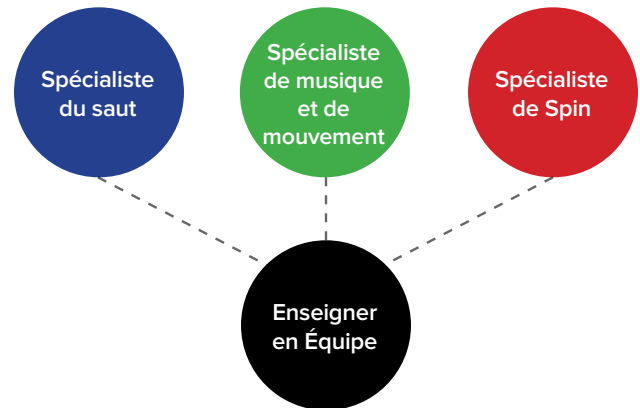 Spécialiste
du saut
Spécialiste
de musique
et de
mouvement
Spécialiste
de Spin
Enseigner
en Équipe